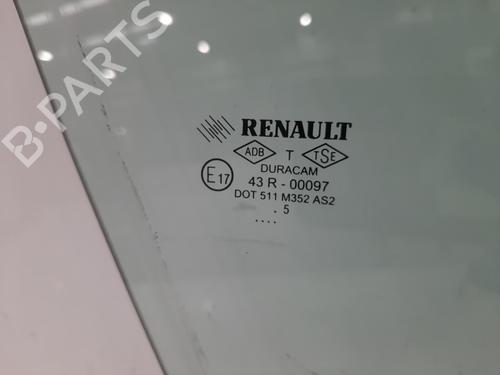 B-PARTS
RENAULT
ADB T TSE
DURACAM
E17 43 R - 00097
DOT 511 M352 AS2
. 5
....